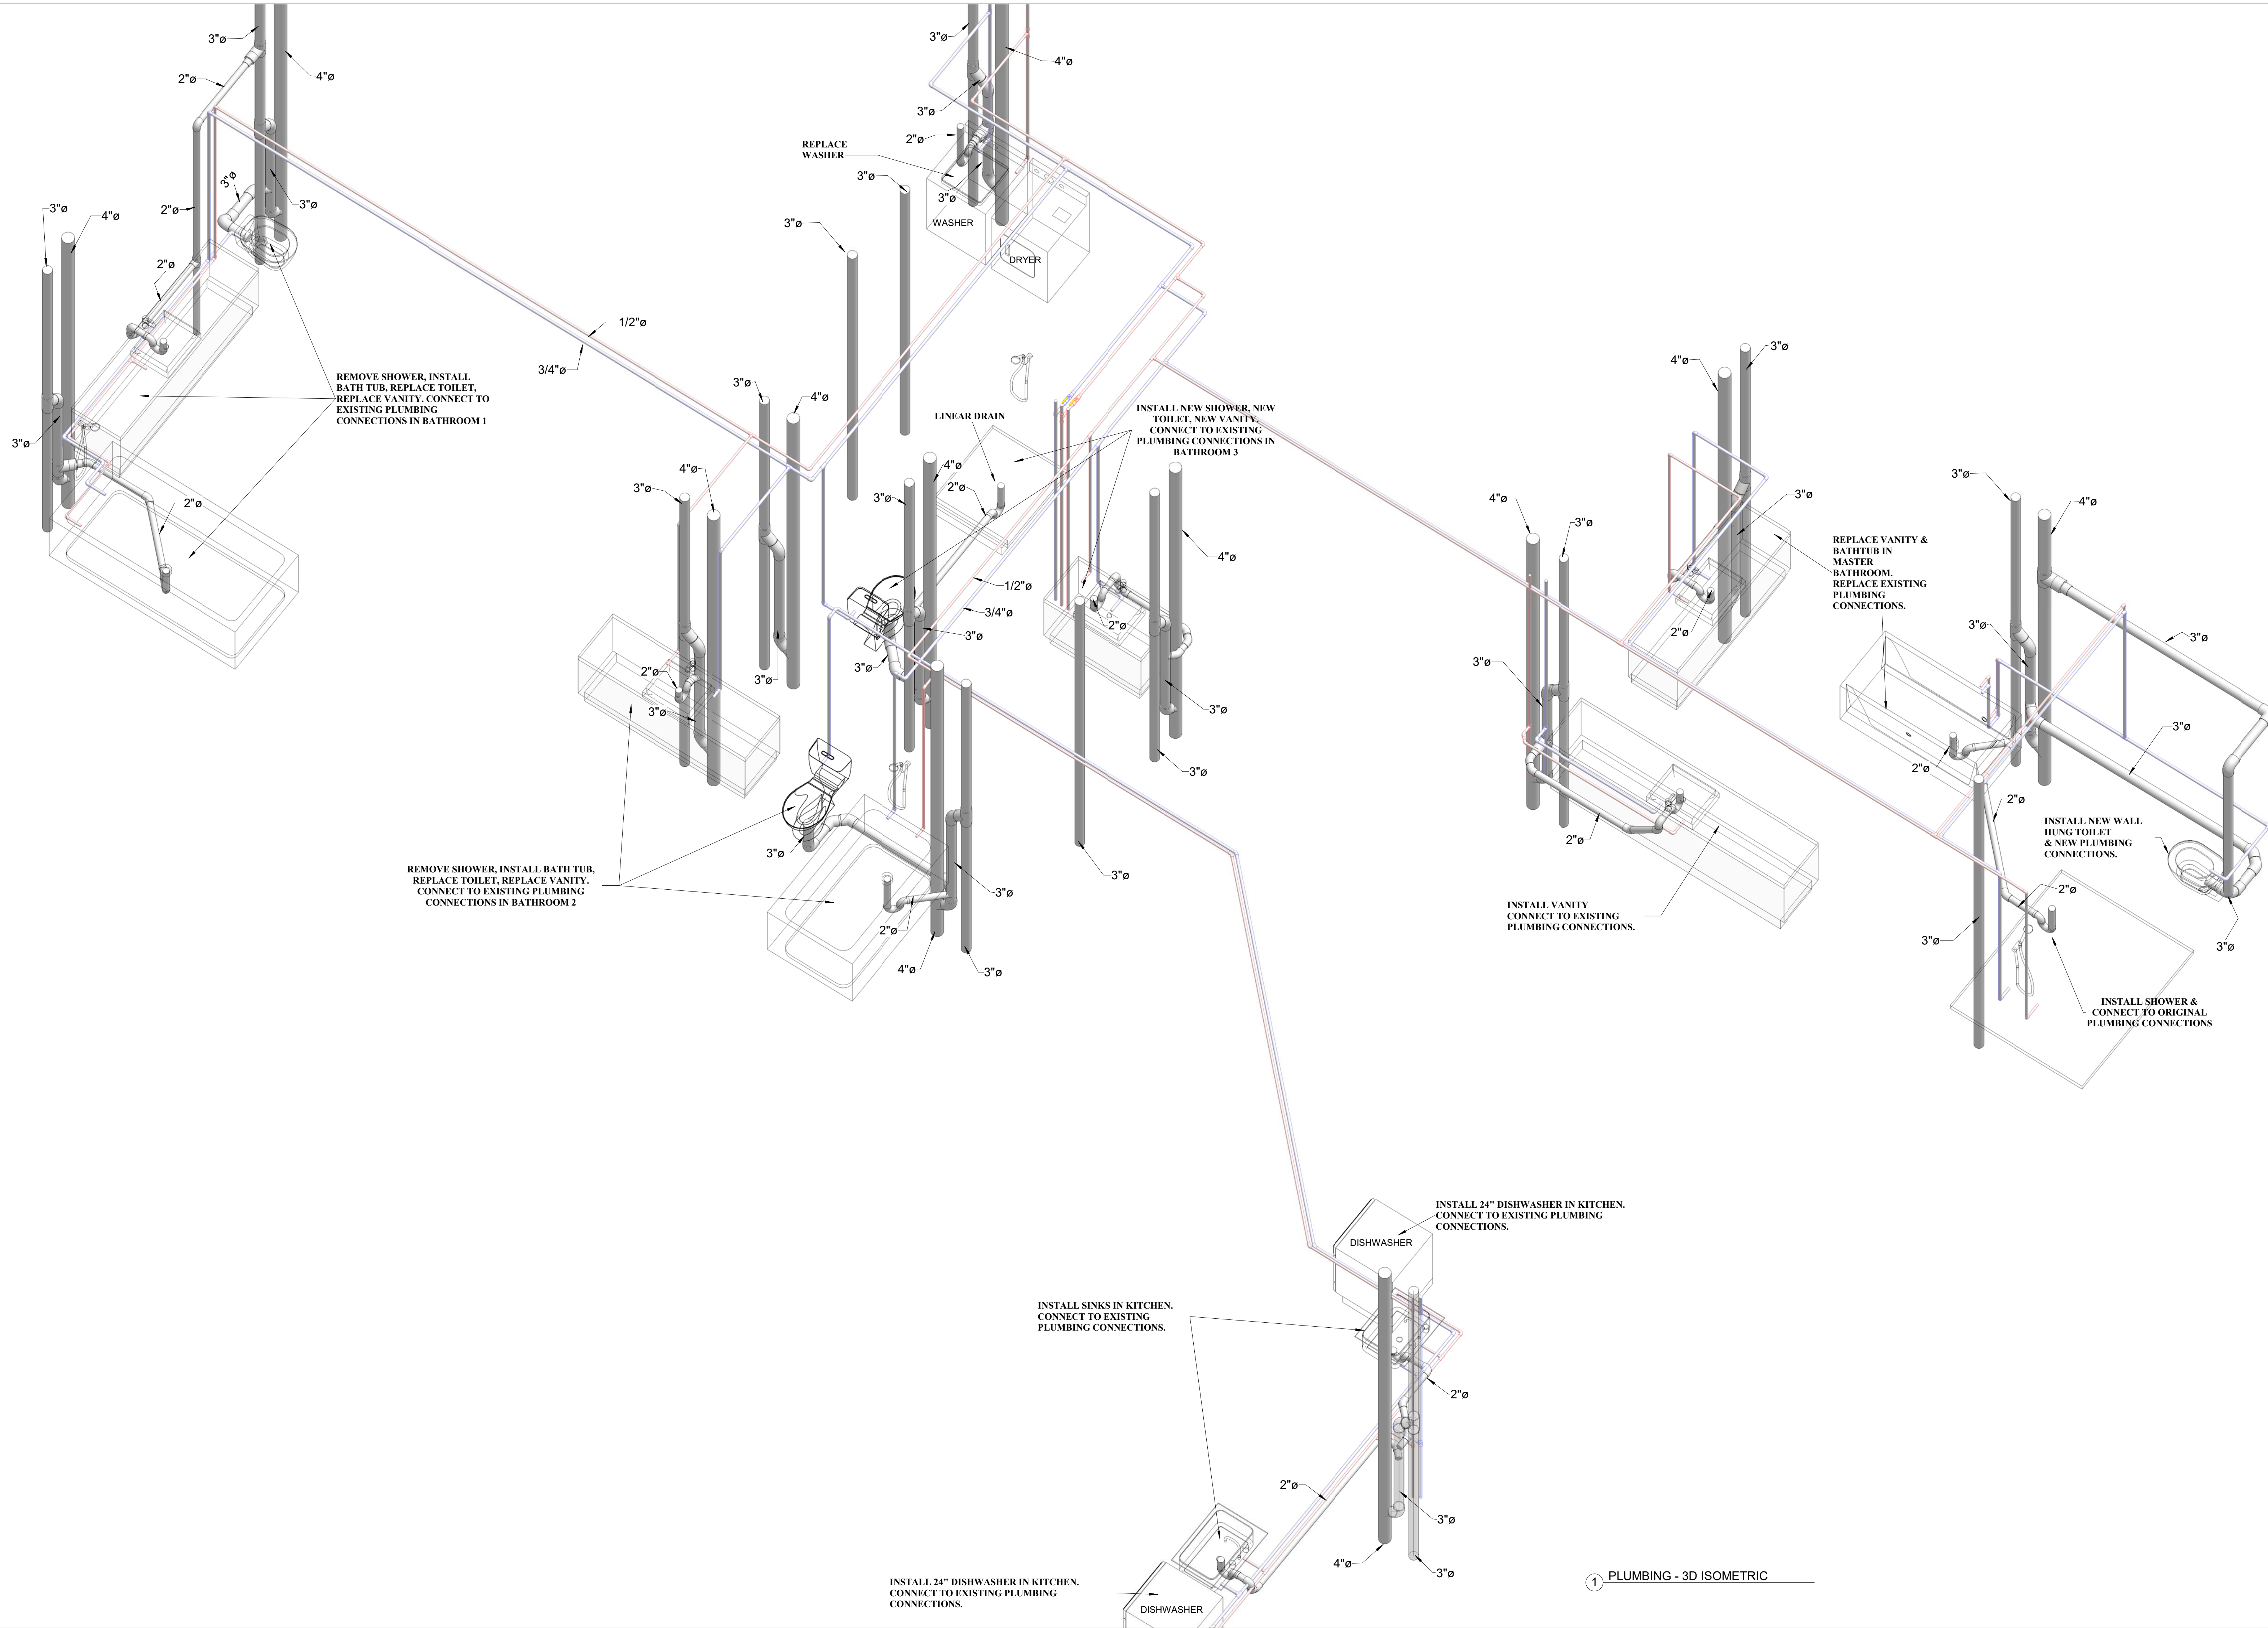 3"ø
4"ø
2"ø
3"ø
4"ø
3"ø
2"ø
REPLACE
WASHER
3"ø
3"ø
WASHER
DRYER
3"ø
3"ø
3"ø
2"ø
3"ø
4"ø
2"ø
2"ø
1/2"ø
3/4"ø
REMOVE SHOWER, INSTALL
BATH TUB, REPLACE TOILET,
REPLACE VANITY. CONNECT TO
EXISTING PLUMBING
CONNECTIONS IN BATHROOM 1
3"ø
2"ø
3"ø
4"ø
LINEAR DRAIN
INSTALL NEW SHOWER, NEW
TOILET, NEW VANITY.
CONNECT TO EXISTING
PLUMBING CONNECTIONS IN
BATHROOM 3
3"ø
4"ø
3"ø
4"ø
2"ø
4"ø
1/2"ø
3/4"ø
2"ø
3"ø
3"ø
2"ø
3"ø
3"ø
3"ø
3"ø
3"ø
3"ø
REMOVE SHOWER, INSTALL BATH TUB,
REPLACE TOILET, REPLACE VANITY.
CONNECT TO EXISTING PLUMBING
CONNECTIONS IN BATHROOM 2
3"ø
2"ø
4"ø
3"ø
4"ø
3"ø
4"ø
3"ø
3"ø
2"ø
3"ø
2"ø
INSTALL VANITY
CONNECT TO EXISTING
PLUMBING CONNECTIONS.
REPLACE VANITY &
BATHTUB IN
MASTER
BATHROOM.
REPLACE EXISTING
PLUMBING
CONNECTIONS.
3"ø
4"ø
3"ø
3"ø
3"ø
2"ø
2"ø
INSTALL NEW WALL
HUNG TOILET
& NEW PLUMBING
CONNECTIONS.
2"ø
3"ø
3"ø
INSTALL SHOWER &
CONNECT TO ORIGINAL
PLUMBING CONNECTIONS
INSTALL 24" DISHWASHER IN KITCHEN.
CONNECT TO EXISTING PLUMBING
CONNECTIONS.
DISHWASHER
INSTALL SINKS IN KITCHEN.
CONNECT TO EXISTING
PLUMBING CONNECTIONS.
2"ø
2"ø
3"ø
4"ø
3"ø
INSTALL 24" DISHWASHER IN KITCHEN.
CONNECT TO EXISTING PLUMBING
CONNECTIONS.
DISHWASHER
1 PLUMBING - 3D ISOMETRIC